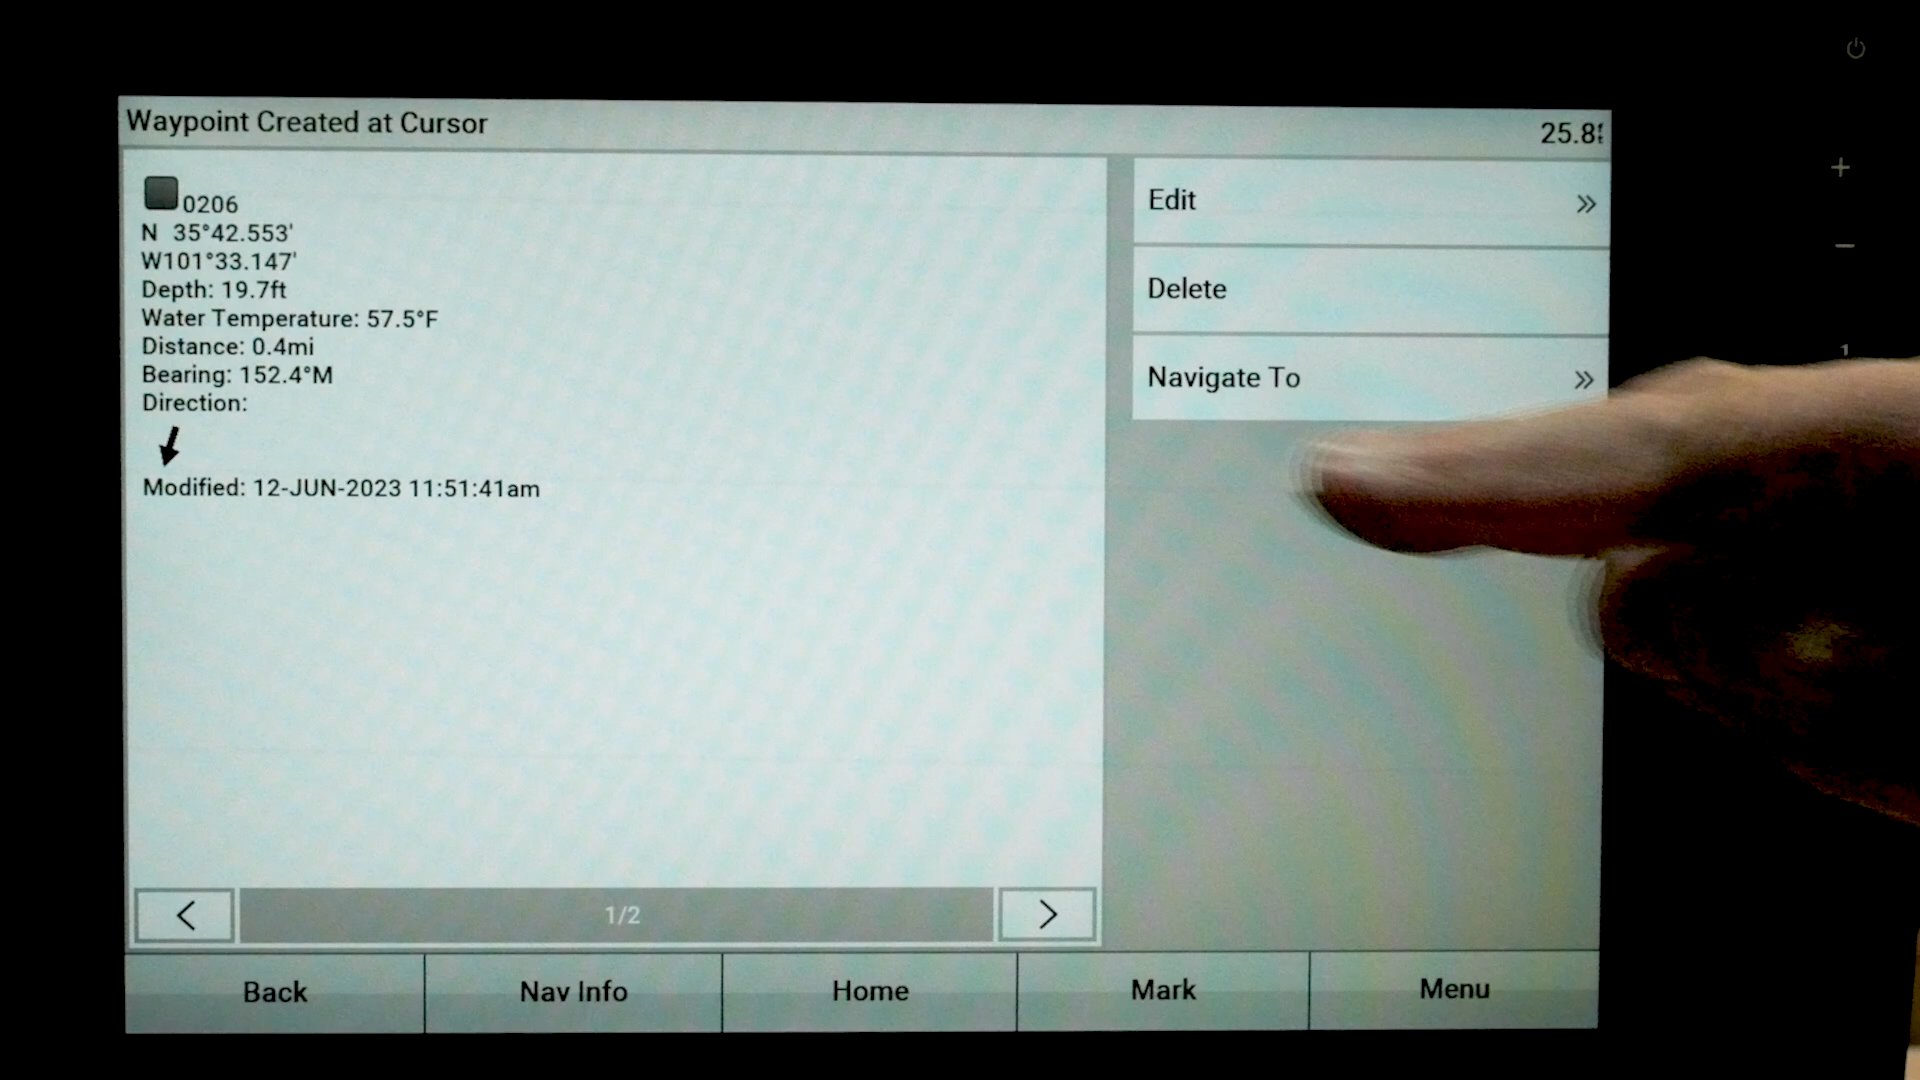 Waypoint Created at Cursor
25.8ft
0206
N 35°42.553'
W101°33.147'
Depth: 19.7ft
Water Temperature: 57.5°F
Distance: 0.4mi
Bearing: 152.4°M
Direction:
Modified: 12-JUN-2023 11:51:41am
Edit »
Delete
Navigate To »
+
−
1
< 1/2 >
Back
Nav Info
Home
Mark
Menu